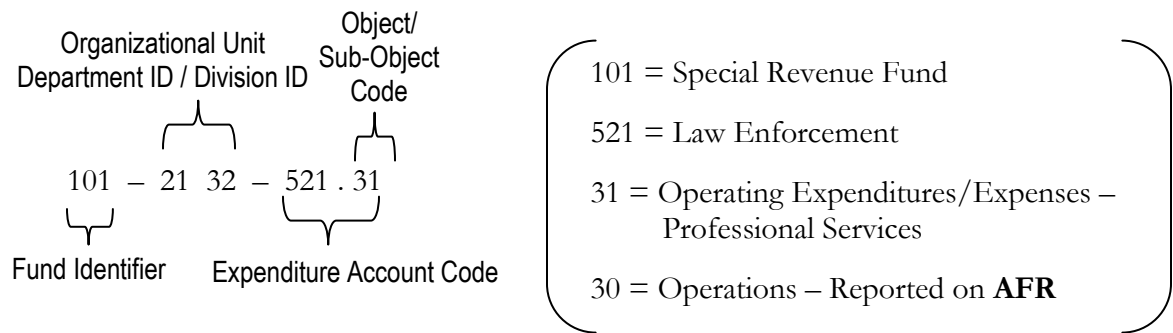 Organizational Unit
Department ID / Division ID
Object/
Sub-Object
Code
101 – 21 32 – 521 . 31
Fund Identifier
Expenditure Account Code
101 = Special Revenue Fund
521 = Law Enforcement
31 = Operating Expenditures/Expenses –
Professional Services
30 = Operations – Reported on AFR